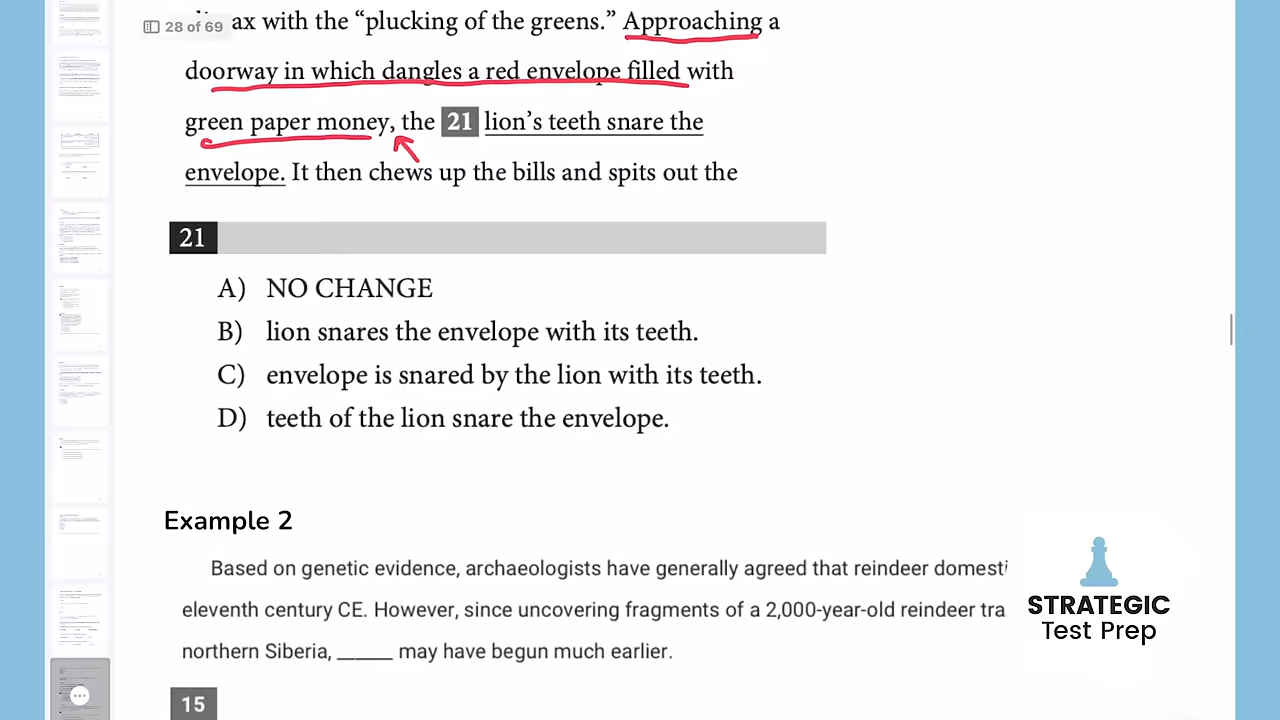 ax with the “plucking of the greens.” Approaching a
28 of 69
doorway in which dangles a red envelope filled with
green paper money, the 21 lion’s teeth snare the
envelope. It then chews up the bills and spits out the
21
A) NO CHANGE
B) lion snares the envelope with its teeth.
C) envelope is snared by the lion with its teeth.
D) teeth of the lion snare the envelope.
Example 2
Based on genetic evidence, archaeologists have generally agreed that reindeer domesti
eleventh century CE. However, since uncovering fragments of a 2,000-year-old reindeer tra
northern Siberia, ______ may have begun much earlier.
15
STRATEGIC
Test Prep